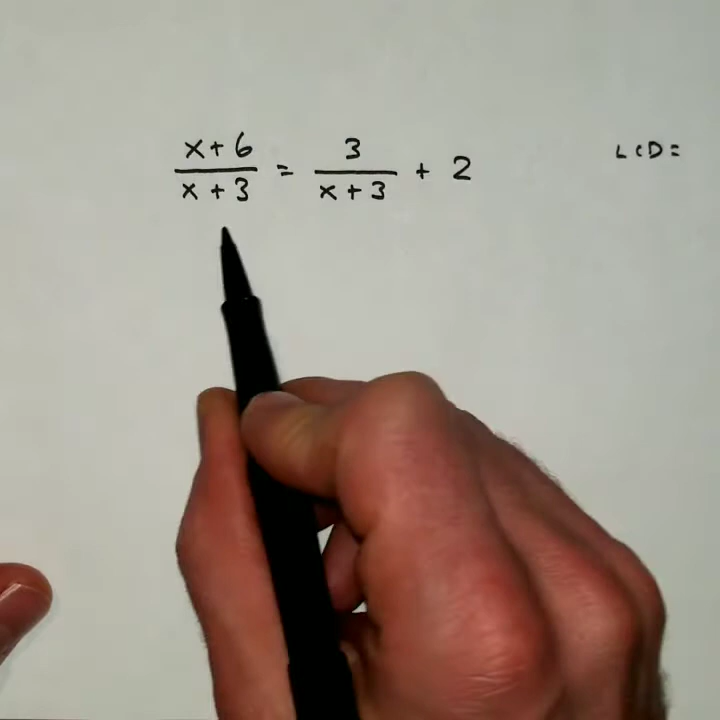 x+6 / x+3 = 3 / x+3 + 2
LCD=